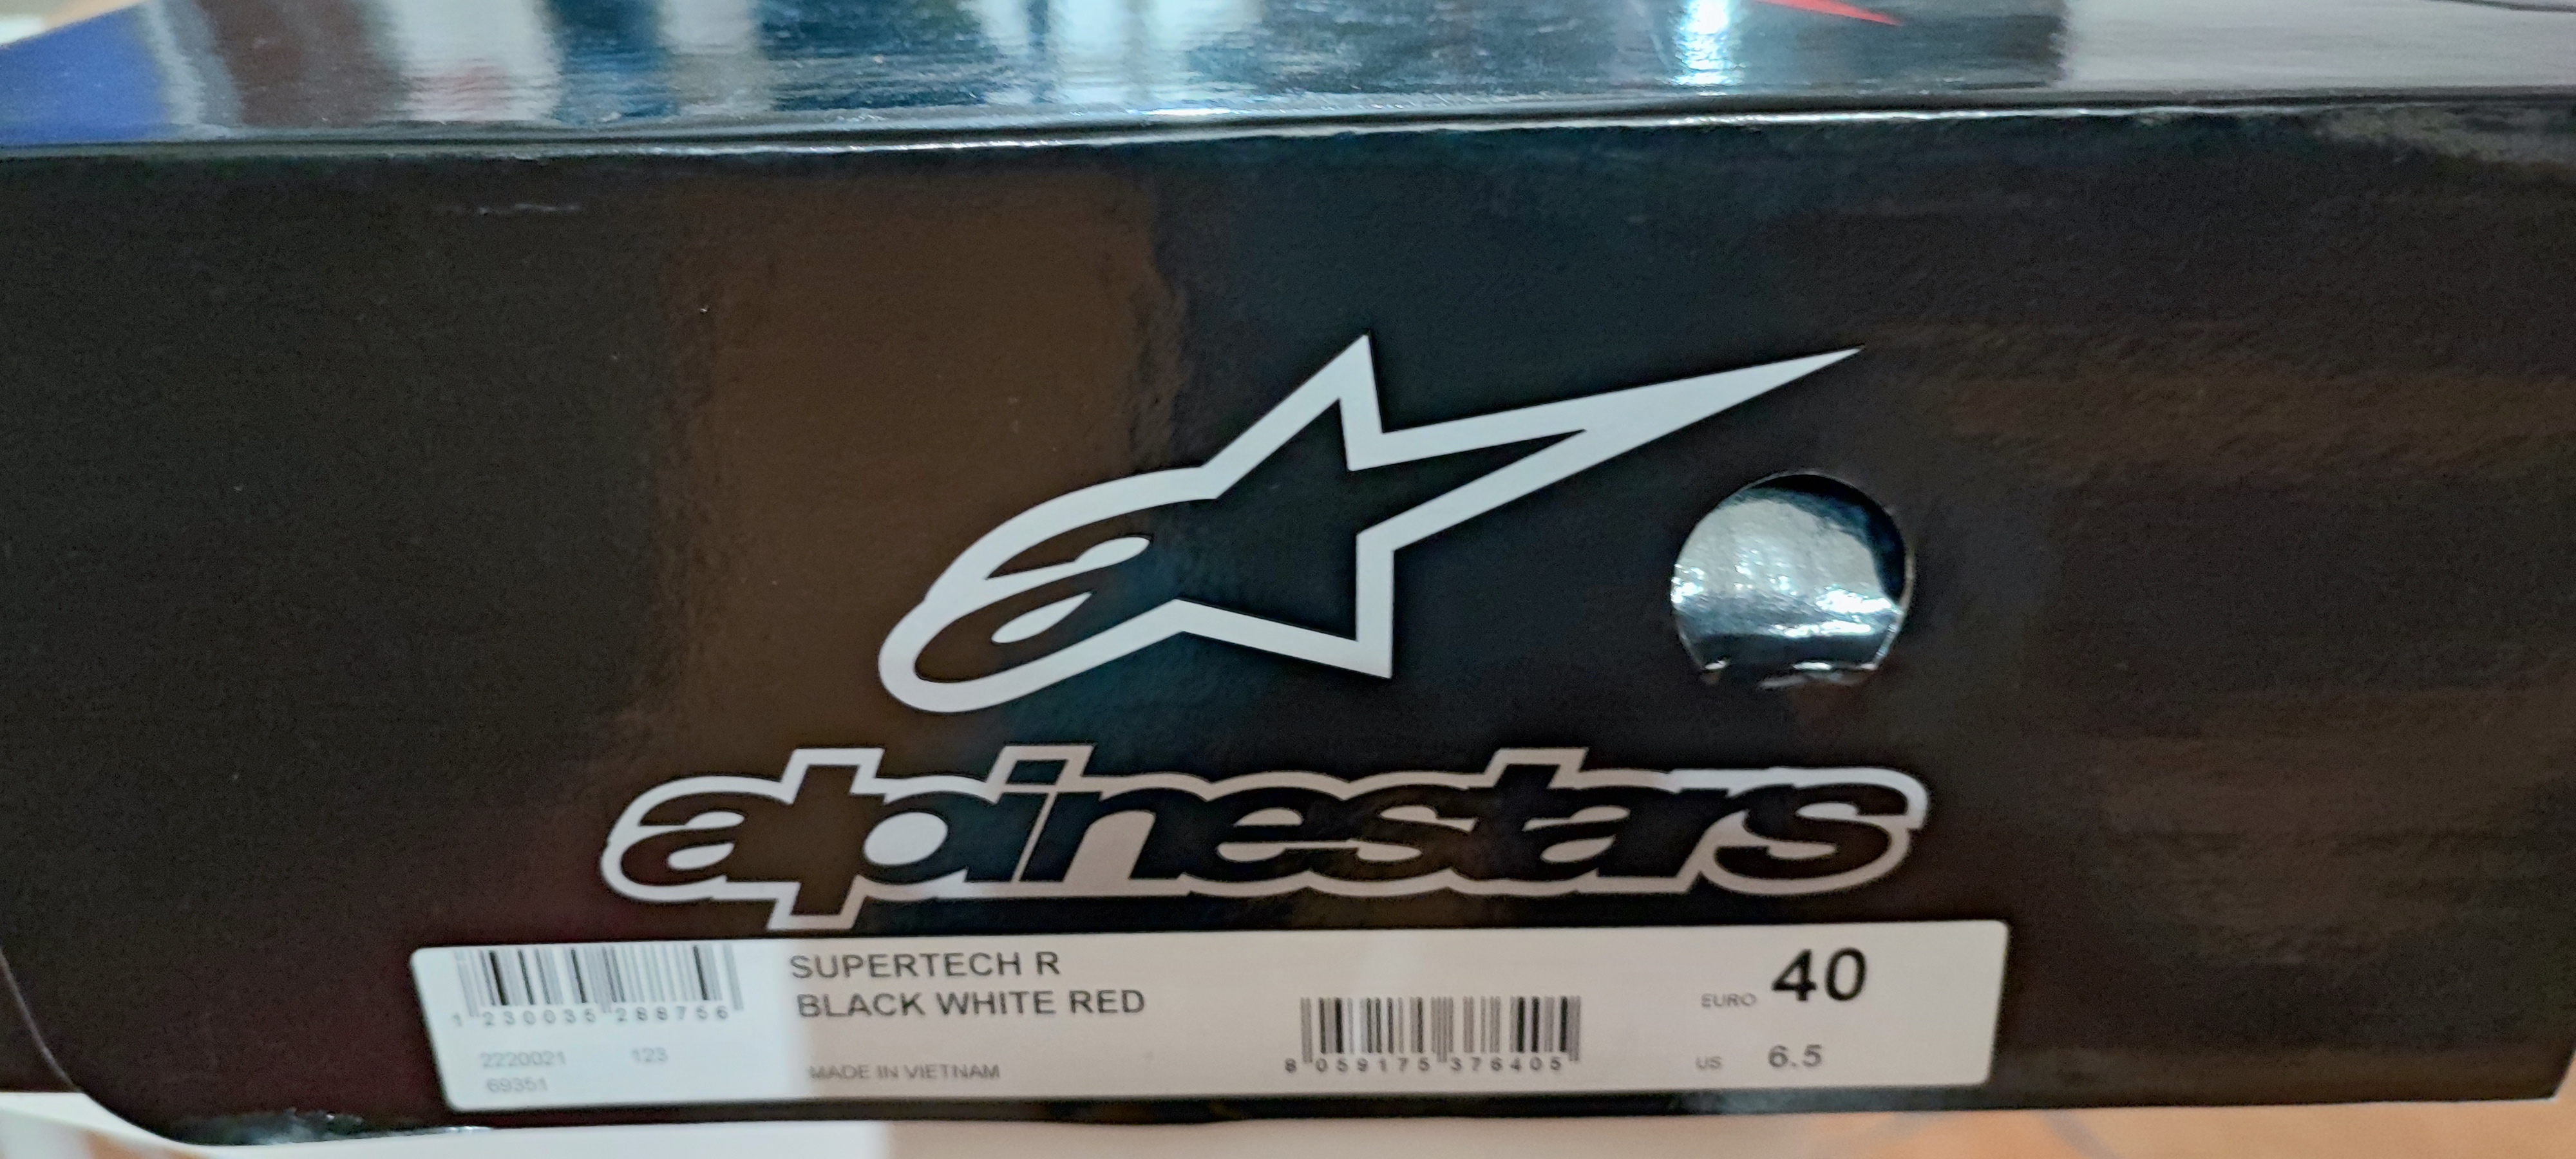 alpinestars
1 230035 288756
SUPERTECH R
BLACK WHITE RED
2220021 123
69351
MADE IN VIETNAM
8 059175 376405
EURO 40
US 6.5